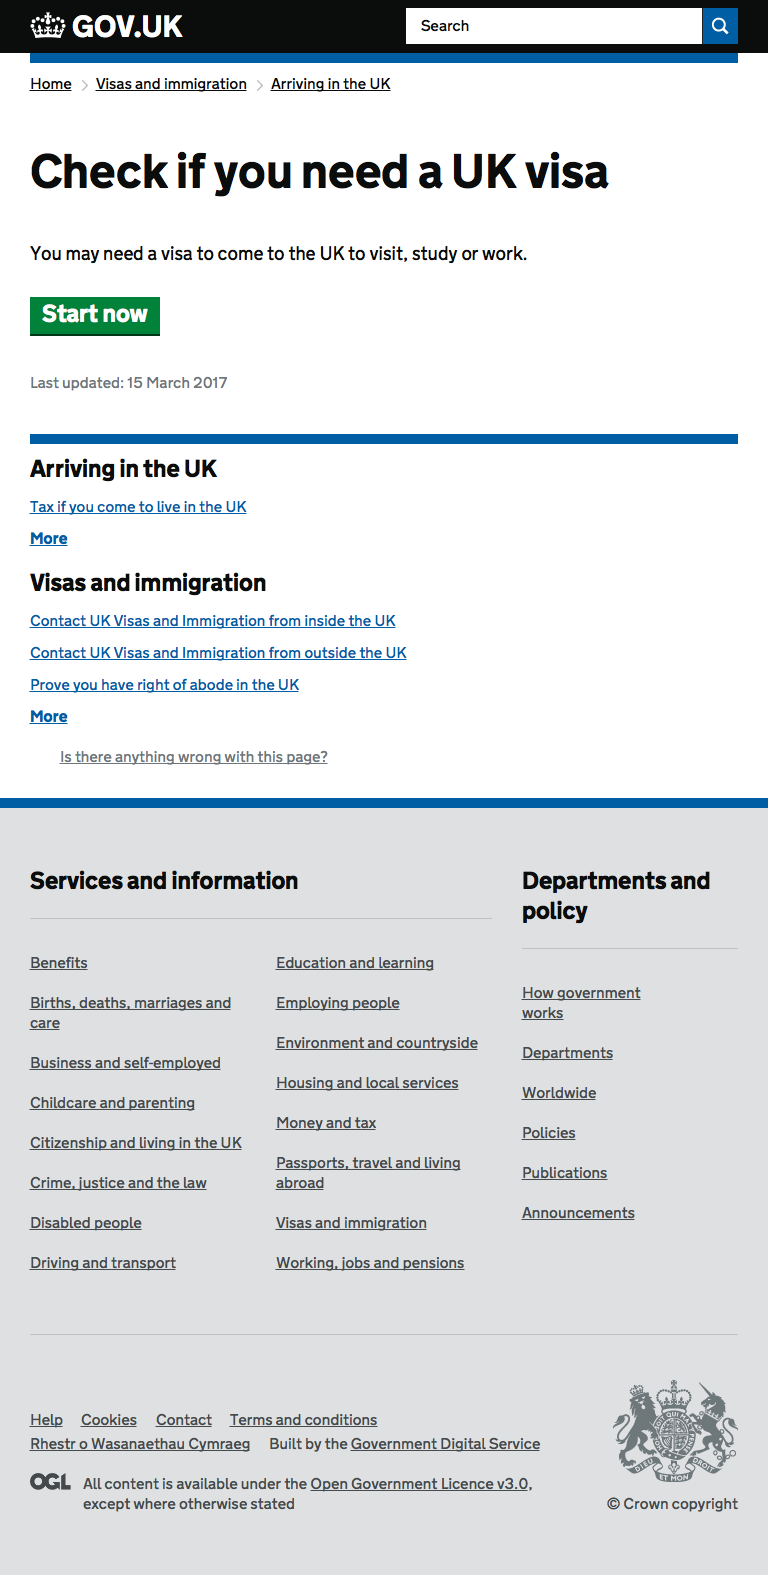 GOV.UK
Search
Home
Visas and immigration
Arriving in the UK
Check if you need a UK visa
You may need a visa to come to the UK to visit, study or work.
Start now
Last updated: 15 March 2017
Arriving in the UK
Tax if you come to live in the UK
More
Visas and immigration
Contact UK Visas and Immigration from inside the UK
Contact UK Visas and Immigration from outside the UK
Prove you have right of abode in the UK
More
Is there anything wrong with this page?
Services and information
Benefits
Births, deaths, marriages and
care
Business and self-employed
Childcare and parenting
Citizenship and living in the UK
Crime, justice and the law
Disabled people
Driving and transport
Education and learning
Employing people
Environment and countryside
Housing and local services
Money and tax
Passports, travel and living
abroad
Visas and immigration
Working, jobs and pensions
Departments and
policy
How government
works
Departments
Worldwide
Policies
Publications
Announcements
Help Cookies Contact Terms and conditions
Rhestr o Wasanaethau Cymraeg Built by the Government Digital Service
OGL
All content is available under the Open Government Licence v3.0,
except where otherwise stated
DIEU ET MON DROIT
© Crown copyright